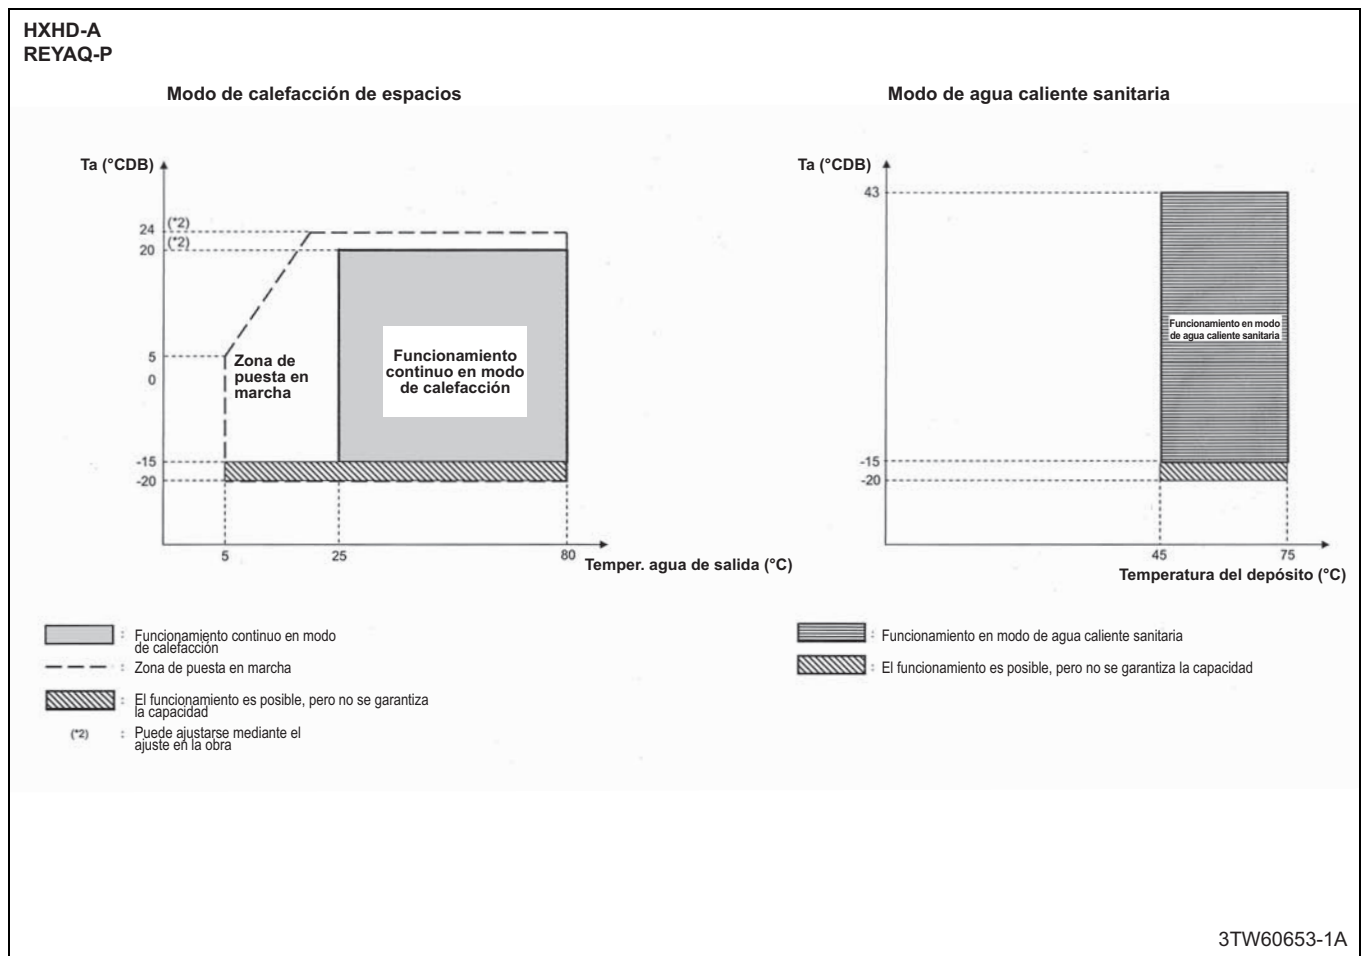 HXHD-A
REYAQ-P
Modo de calefacción de espacios
Ta (°CDB)
24
(*2)
20
(*2)
5
0
-15
-20
Zona de
puesta en
marcha
Funcionamiento
continuo en modo
de calefacción
5
25
80
Temper. agua de salida (°C)
: Funcionamiento continuo en modo
de calefacción
: Zona de puesta en marcha
: El funcionamiento es posible, pero no se garantiza
la capacidad
(*2) : Puede ajustarse mediante el
ajuste en la obra
Modo de agua caliente sanitaria
Ta (°CDB)
43
-15
-20
Funcionamiento en modo
de agua caliente sanitaria
45
75
Temperatura del depósito (°C)
: Funcionamiento en modo de agua caliente sanitaria
: El funcionamiento es posible, pero no se garantiza la capacidad
3TW60653-1A